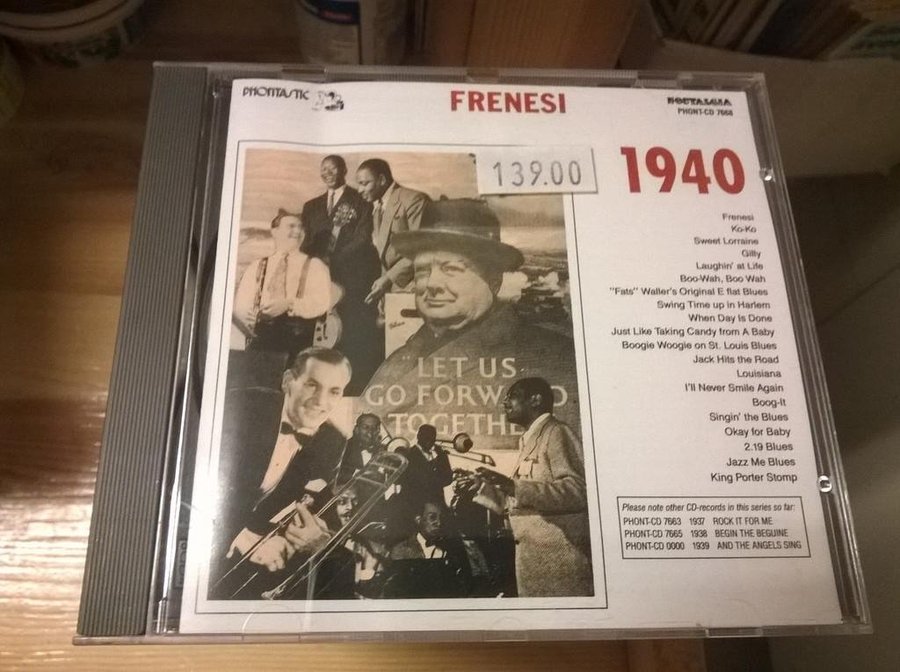 PHONTASTIC
FRENESI
NOSTALGIA
PHONT-CD 7668
139.00
1940
Frenesi
Ko-Ko
Sweet Lorraine
Gilly
Laughin' at Life
Boo-Wah, Boo Wah
"Fats" Waller's Original E flat Blues
Swing Time up in Harlem
When Day Is Done
Just Like Taking Candy from A Baby
Boogie Woogie on St. Louis Blues
Jack Hits the Road
Louisiana
I'll Never Smile Again
Boog-It
Singin' the Blues
Okay for Baby
2.19 Blues
Jazz Me Blues
King Porter Stomp
"LET US
GO FORW D
TOGETHE
Please note other CD-records in this series so far:
PHONT-CD 7663 1937 ROCK IT FOR ME
PHONT-CD 7665 1938 BEGIN THE BEGUINE
PHONT-CD 0000 1939 AND THE ANGELS SING